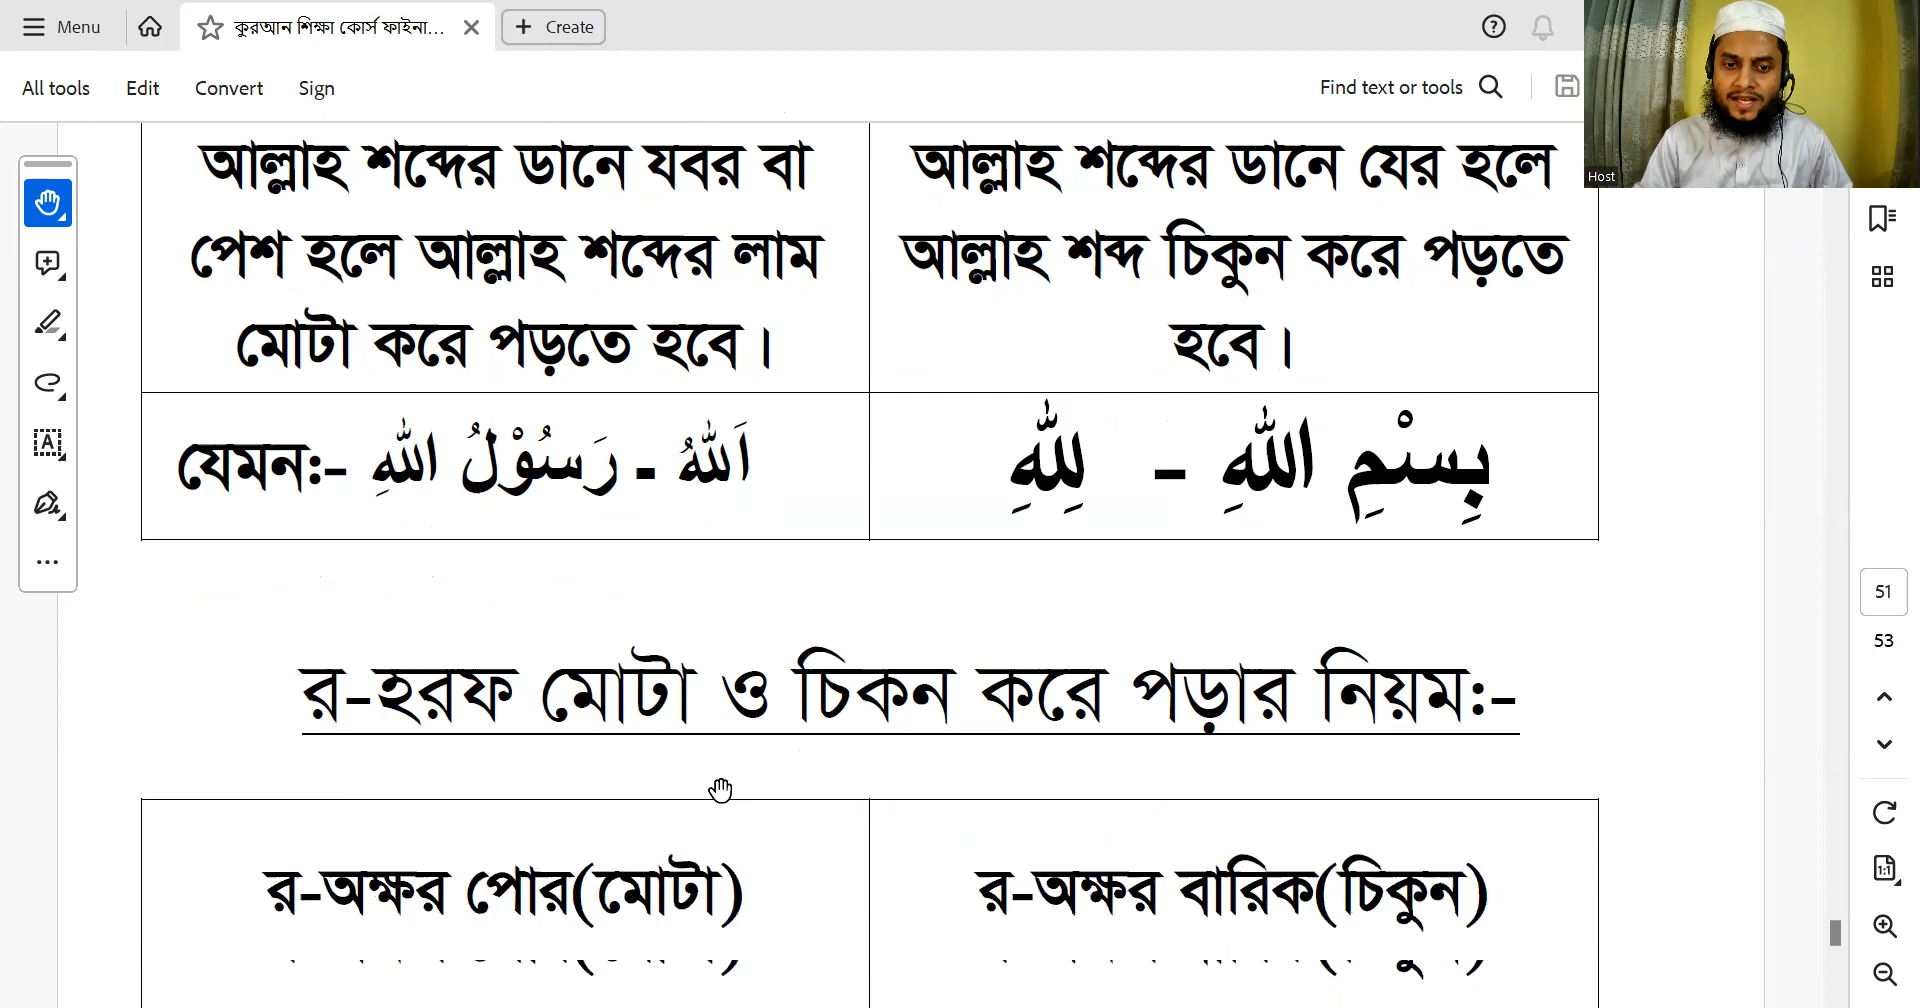 Menu
কুরআন শিক্ষা কোর্স ফাইনা...
Create
All tools
Edit
Convert
Sign
Find text or tools
Host
আল্লাহ শব্দের ডানে যবর বা
পেশ হলে আল্লাহ শব্দের লাম
মোটা করে পড়তে হবে।
আল্লাহ শব্দের ডানে যের হলে
আল্লাহ শব্দ চিকুন করে পড়তে
হবে।
যেমন:- اَللّٰهُ - رَسُوْلُ اللّٰهِ
بِسْمِ اللّٰهِ - لِلّٰهِ
র-হরফ মোটা ও চিকন করে পড়ার নিয়ম:-
র-অক্ষর পোর(মোটা)
র-অক্ষর বারিক(চিকুন)
51
53